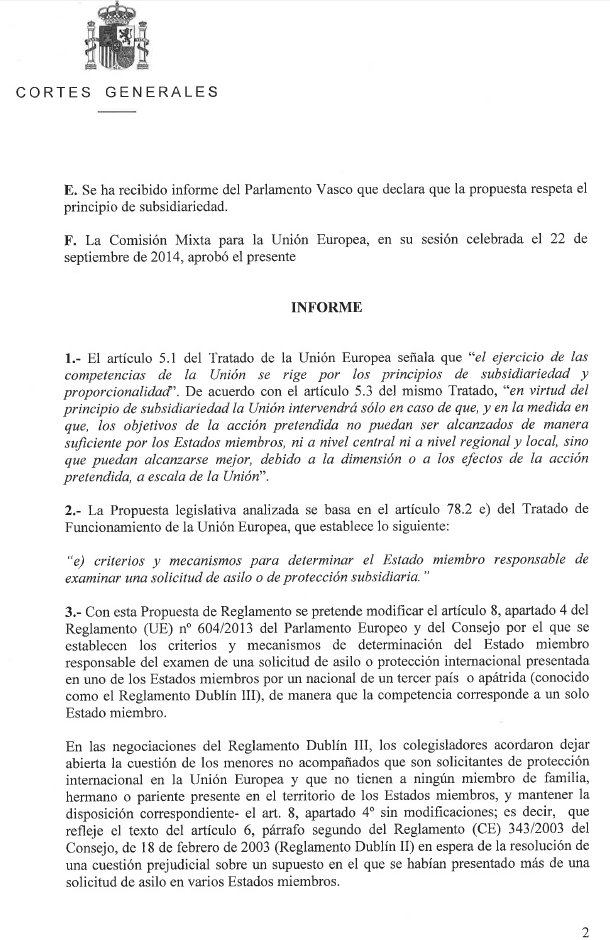 CORTES GENERALES
E. Se ha recibido informe del Parlamento Vasco que declara que la propuesta respeta el
principio de subsidiariedad.
F. La Comisión Mixta para la Unión Europea, en su sesión celebrada el 22 de
septiembre de 2014, aprobó el presente
INFORME
1.- El artículo 5.1 del Tratado de la Unión Europea señala que “el ejercicio de las
competencias de la Unión se rige por los principios de subsidiariedad y
proporcionalidad”. De acuerdo con el artículo 5.3 del mismo Tratado, “en virtud del
principio de subsidiariedad la Unión intervendrá sólo en caso de que, y en la medida en
que, los objetivos de la acción pretendida no puedan ser alcanzados de manera
suficiente por los Estados miembros, ni a nivel central ni a nivel regional y local, sino
que puedan alcanzarse mejor, debido a la dimensión o a los efectos de la acción
pretendida, a escala de la Unión”.
2.- La Propuesta legislativa analizada se basa en el artículo 78.2 e) del Tratado de
Funcionamiento de la Unión Europea, que establece lo siguiente:
“e) criterios y mecanismos para determinar el Estado miembro responsable de
examinar una solicitud de asilo o de protección subsidiaria.”
3.- Con esta Propuesta de Reglamento se pretende modificar el artículo 8, apartado 4 del
Reglamento (UE) nº 604/2013 del Parlamento Europeo y del Consejo por el que se
establecen los criterios y mecanismos de determinación del Estado miembro
responsable del examen de una solicitud de asilo o protección internacional presentada
en uno de los Estados miembros por un nacional de un tercer país o apátrida (conocido
como el Reglamento Dublín III), de manera que la competencia corresponde a un solo
Estado miembro.
En las negociaciones del Reglamento Dublín III, los colegisladores acordaron dejar
abierta la cuestión de los menores no acompañados que son solicitantes de protección
internacional en la Unión Europea y que no tienen a ningún miembro de familia,
hermano o pariente presente en el territorio de los Estados miembros, y mantener la
disposición correspondiente- el art. 8, apartado 4º sin modificaciones; es decir, que
refleje el texto del artículo 6, párrafo segundo del Reglamento (CE) 343/2003 del
Consejo, de 18 de febrero de 2003 (Reglamento Dublín II) en espera de la resolución de
una cuestión prejudicial sobre un supuesto en el que se habían presentado más de una
solicitud de asilo en varios Estados miembros.
2